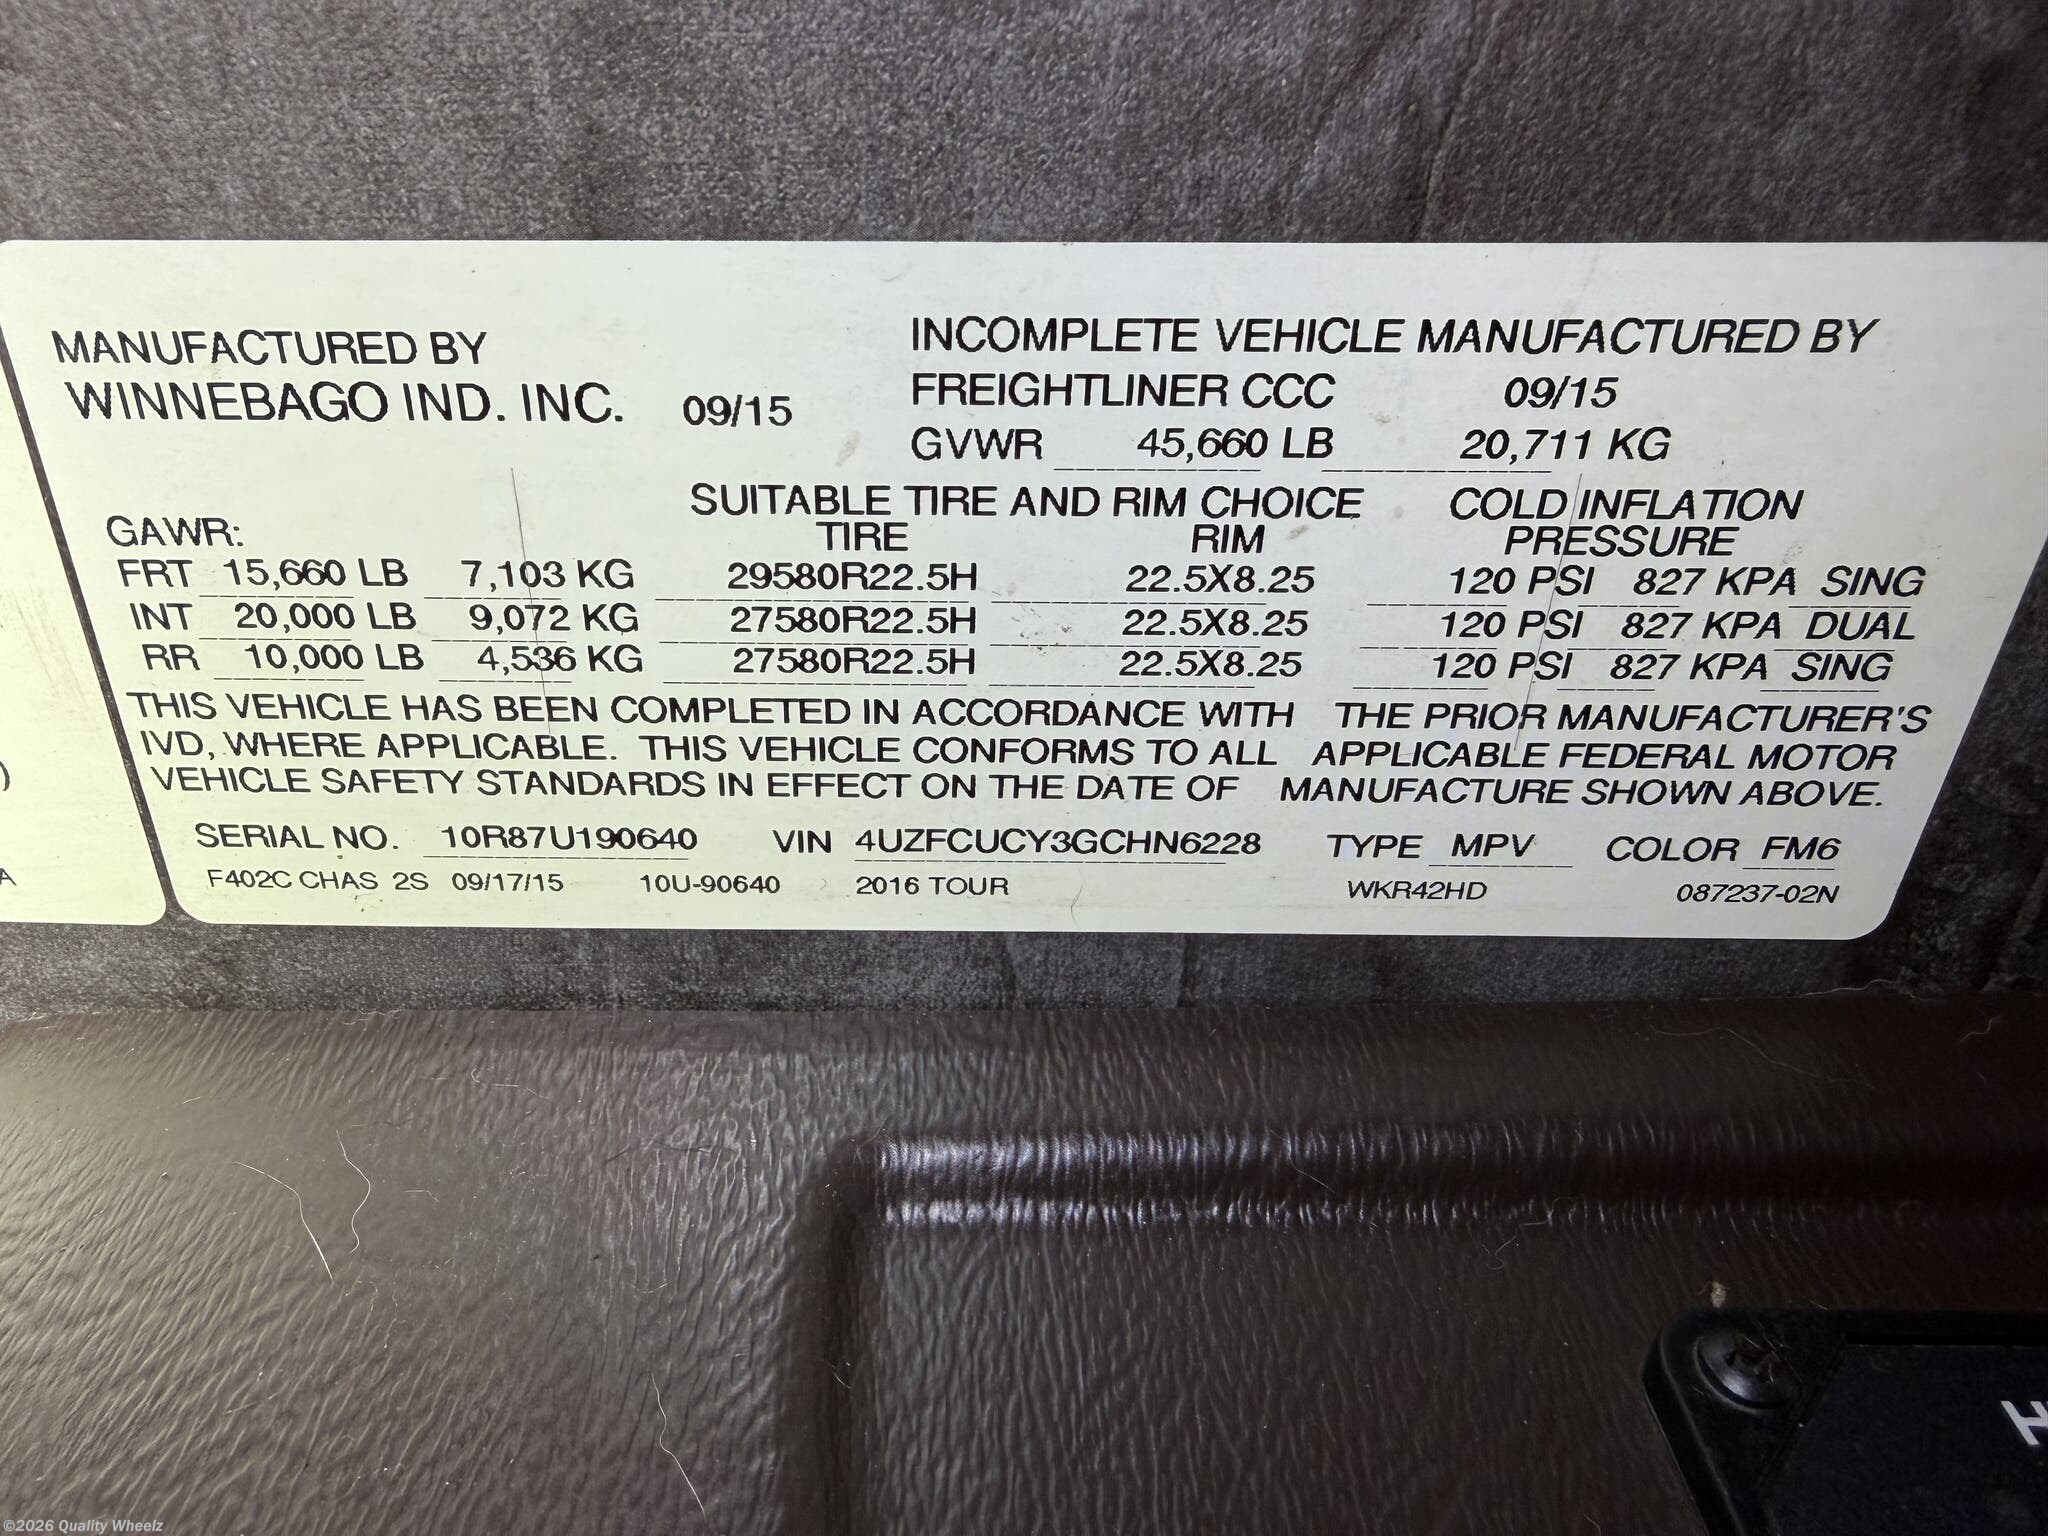 MANUFACTURED BY
WINNEBAGO IND. INC. 09/15
INCOMPLETE VEHICLE MANUFACTURED BY
FREIGHTLINER CCC 09/15
GVWR 45,660 LB 20,711 KG
SUITABLE TIRE AND RIM CHOICE COLD INFLATION
GAWR: TIRE RIM PRESSURE
FRT 15,660 LB 7,103 KG 29580R22.5H 22.5X8.25 120 PSI 827 KPA SING
INT 20,000 LB 9,072 KG 27580R22.5H 22.5X8.25 120 PSI 827 KPA DUAL
RR 10,000 LB 4,536 KG 27580R22.5H 22.5X8.25 120 PSI 827 KPA SING
THIS VEHICLE HAS BEEN COMPLETED IN ACCORDANCE WITH THE PRIOR MANUFACTURER'S
IVD, WHERE APPLICABLE. THIS VEHICLE CONFORMS TO ALL APPLICABLE FEDERAL MOTOR
VEHICLE SAFETY STANDARDS IN EFFECT ON THE DATE OF MANUFACTURE SHOWN ABOVE.
SERIAL NO. 10R87U190640 VIN 4UZFCUCY3GCHN6228 TYPE MPV COLOR FM6
F402C CHAS 2S 09/17/15 10U-90640 2016 TOUR WKR42HD 087237-02N
)
A
H
©2026 Quality Wheelz